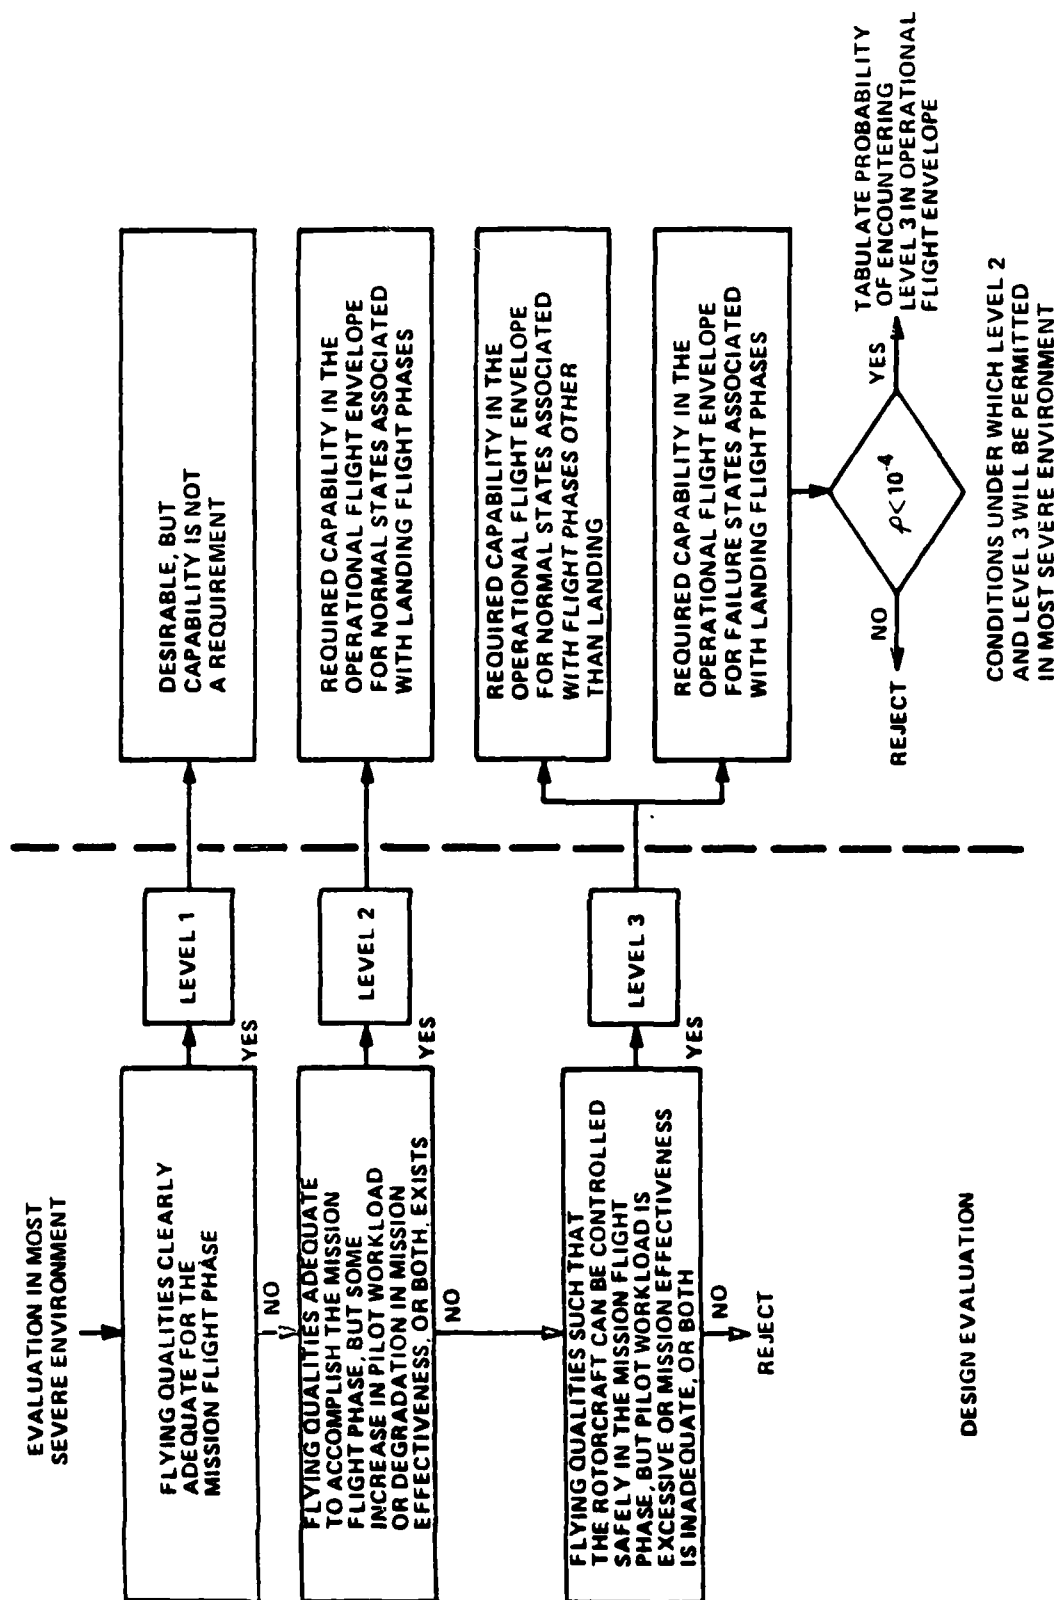 EVALUATION IN MOST
SEVERE ENVIRONMENT
FLYING QUALITIES CLEARLY
ADEQUATE FOR THE
MISSION FLIGHT PHASE
YES
LEVEL 1
DESIRABLE, BUT
CAPABILITY IS NOT
A REQUIREMENT
NO
FLYING QUALITIES ADEQUATE
TO ACCOMPLISH THE MISSION
FLIGHT PHASE, BUT SOME
INCREASE IN PILOT WORKLOAD
OR DEGRADATION IN MISSION
EFFECTIVENESS, OR BOTH, EXISTS
YES
LEVEL 2
REQUIRED CAPABILITY IN THE
OPERATIONAL FLIGHT ENVELOPE
FOR NORMAL STATES ASSOCIATED
WITH LANDING FLIGHT PHASES
NO
FLYING QUALITIES SUCH THAT
THE ROTORCRAFT CAN BE CONTROLLED
SAFELY IN THE MISSION FLIGHT
PHASE, BUT PILOT WORKLOAD IS
EXCESSIVE OR MISSION EFFECTIVENESS
IS INADEQUATE, OR BOTH
YES
LEVEL 3
REQUIRED CAPABILITY IN THE
OPERATIONAL FLIGHT ENVELOPE
FOR NORMAL STATES ASSOCIATED
WITH FLIGHT PHASES OTHER
THAN LANDING
REQUIRED CAPABILITY IN THE
OPERATIONAL FLIGHT ENVELOPE
FOR FAILURE STATES ASSOCIATED
WITH LANDING FLIGHT PHASES
NO
REJECT
REJECT
NO
ρ < 10⁻⁴
YES
TABULATE PROBABILITY
OF ENCOUNTERING
LEVEL 3 IN OPERATIONAL
FLIGHT ENVELOPE
DESIGN EVALUATION
CONDITIONS UNDER WHICH LEVEL 2
AND LEVEL 3 WILL BE PERMITTED
IN MOST SEVERE ENVIRONMENT